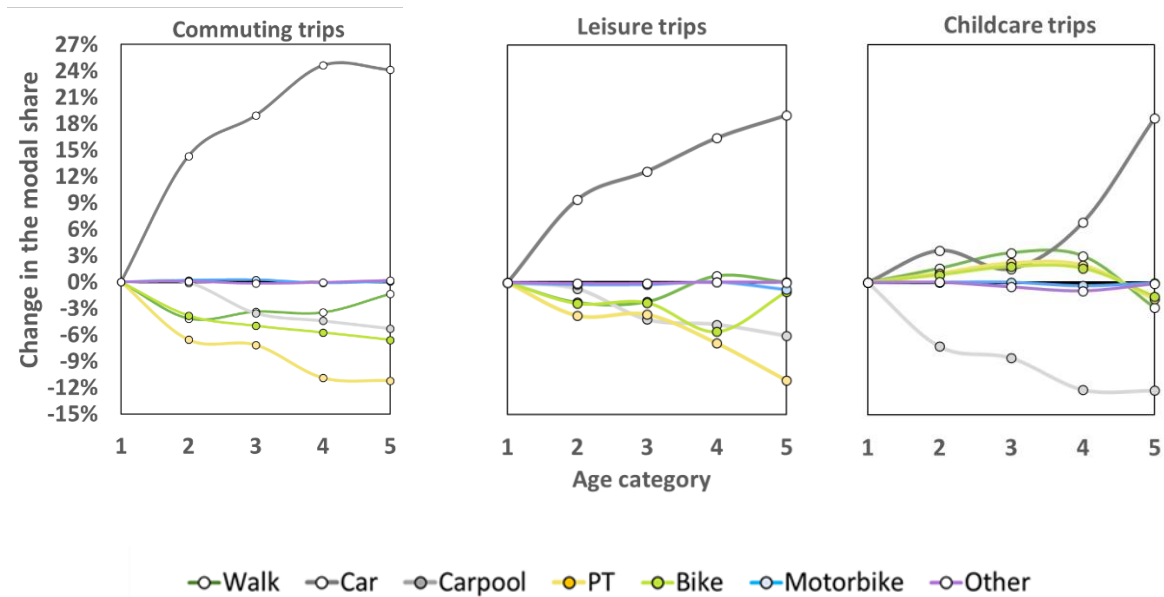 Commuting trips
Leisure trips
Childcare trips
Change in the modal share
27%
24%
21%
18%
15%
12%
9%
6%
3%
0%
-3%
-6%
-9%
-12%
-15%
1 2 3 4 5
1 2 3 4 5
1 2 3 4 5
Age category
Walk Car Carpool PT Bike Motorbike Other